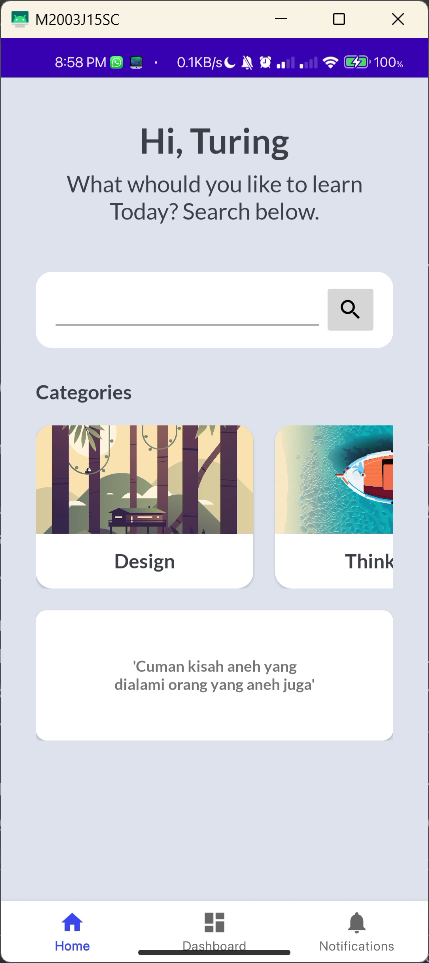 M2003J15SC
8:58 PM
0.1KB/s
100%
Hi, Turing
What whould you like to learn
Today? Search below.
Categories
Design
Think
'Cuman kisah aneh yang
dialami orang yang aneh juga'
Home
Dashboard
Notifications